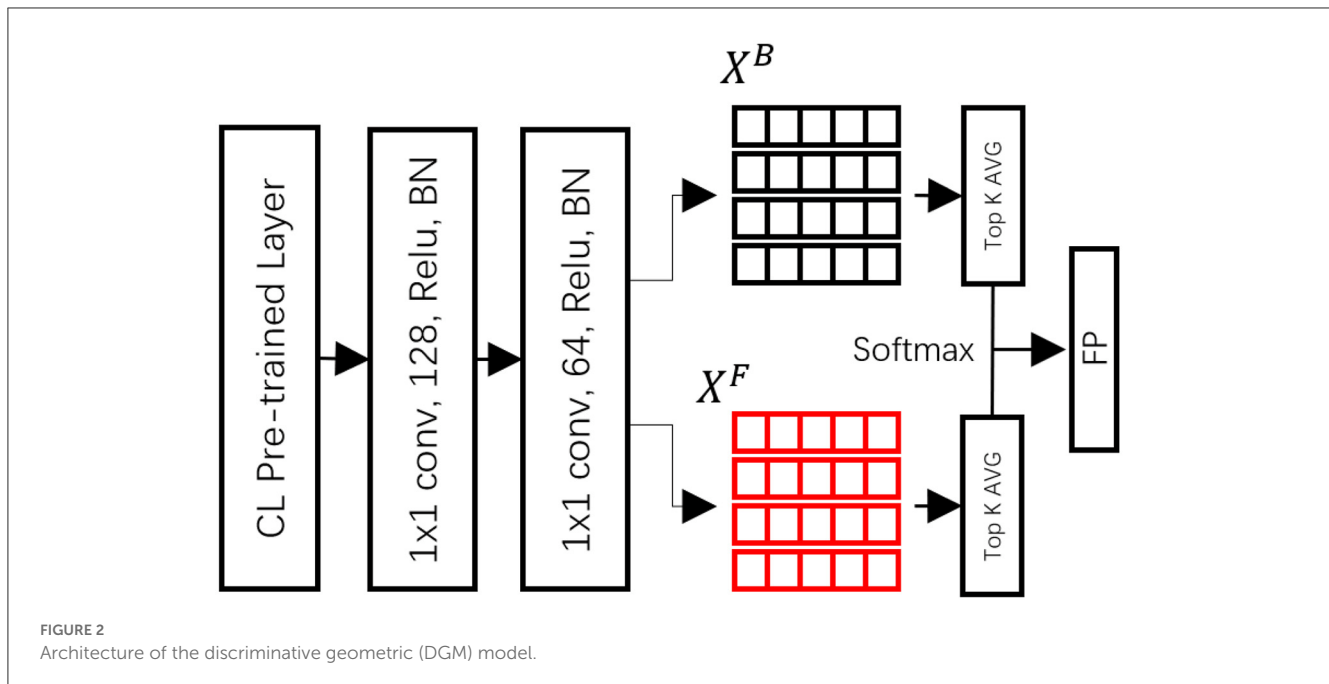 CL Pre-trained Layer
1x1 conv, 128, Relu, BN
1x1 conv, 64, Relu, BN
X^B
Top K AVG
Softmax
FP
X^F
Top K AVG
FIGURE 2
Architecture of the discriminative geometric (DGM) model.